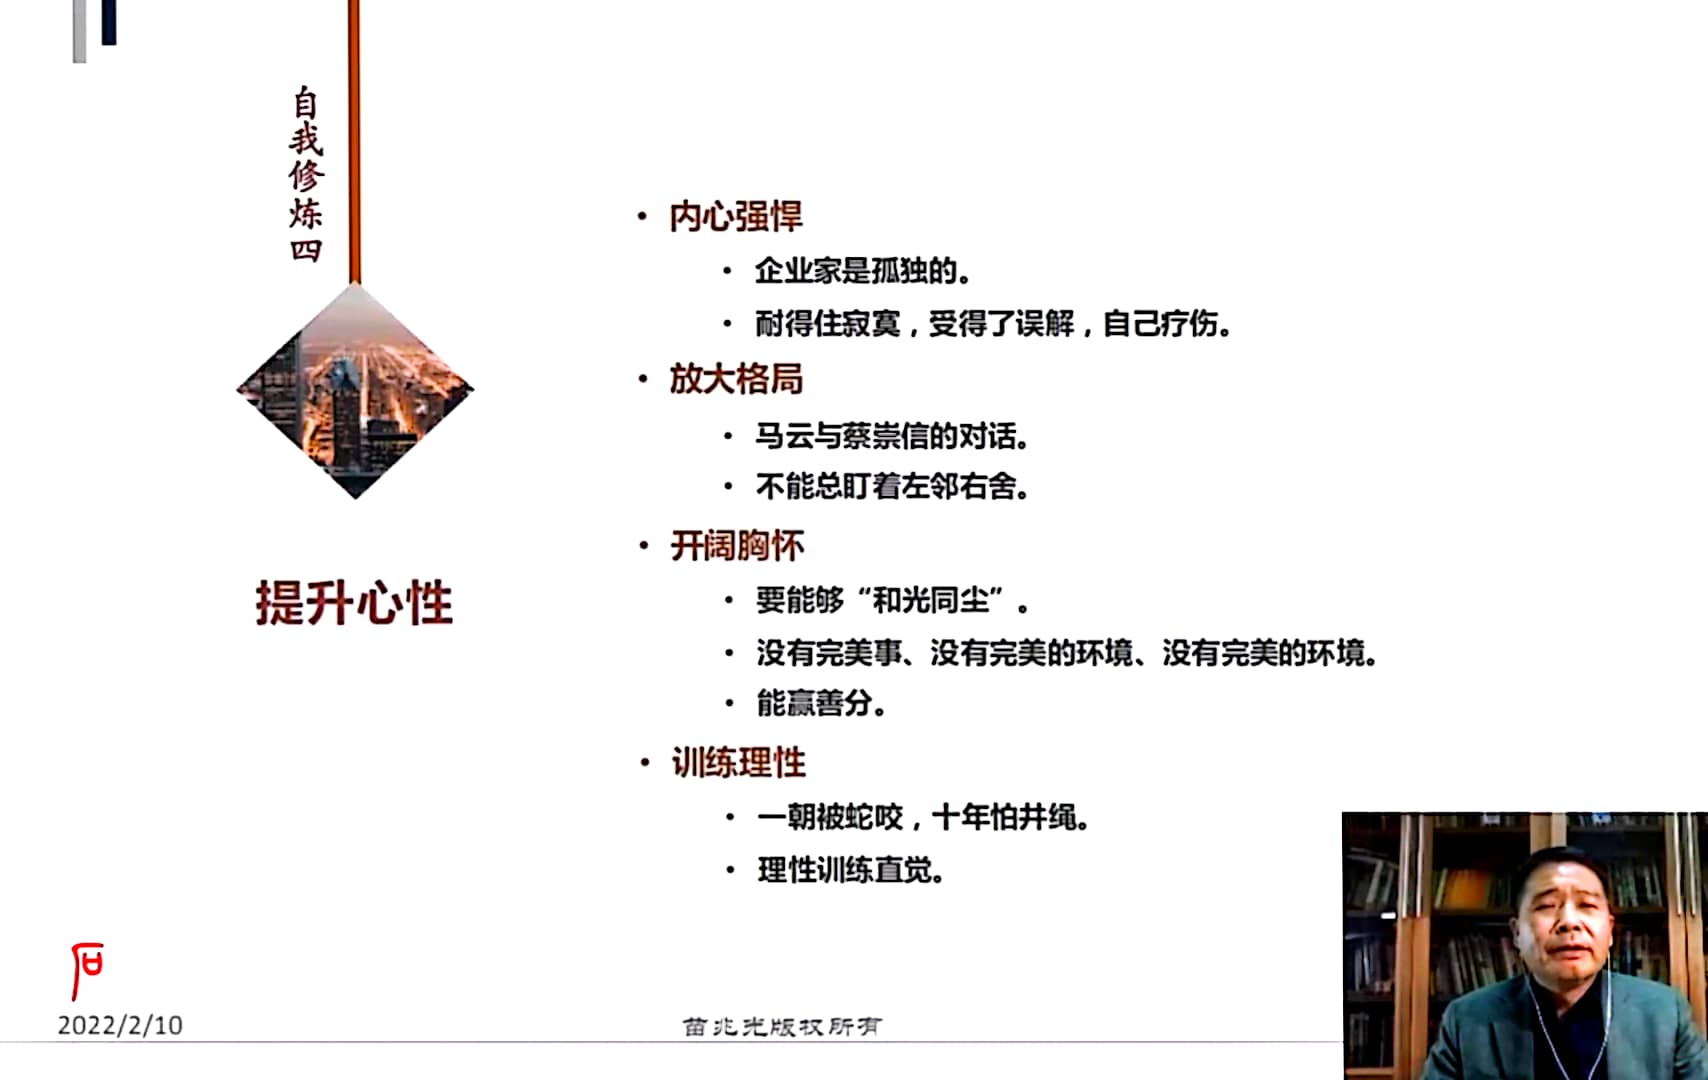 自我修炼四
提升心性
内心强悍
企业家是孤独的。
耐得住寂寞，受得了误解，自己疗伤。
放大格局
马云与蔡崇信的对话。
不能总盯着左邻右舍。
开阔胸怀
要能够“和光同尘”。
没有完美事、没有完美的环境、没有完美的环境。
能赢善分。
训练理性
一朝被蛇咬，十年怕井绳。
理性训练直觉。
2022/2/10
苗兆光版权所有